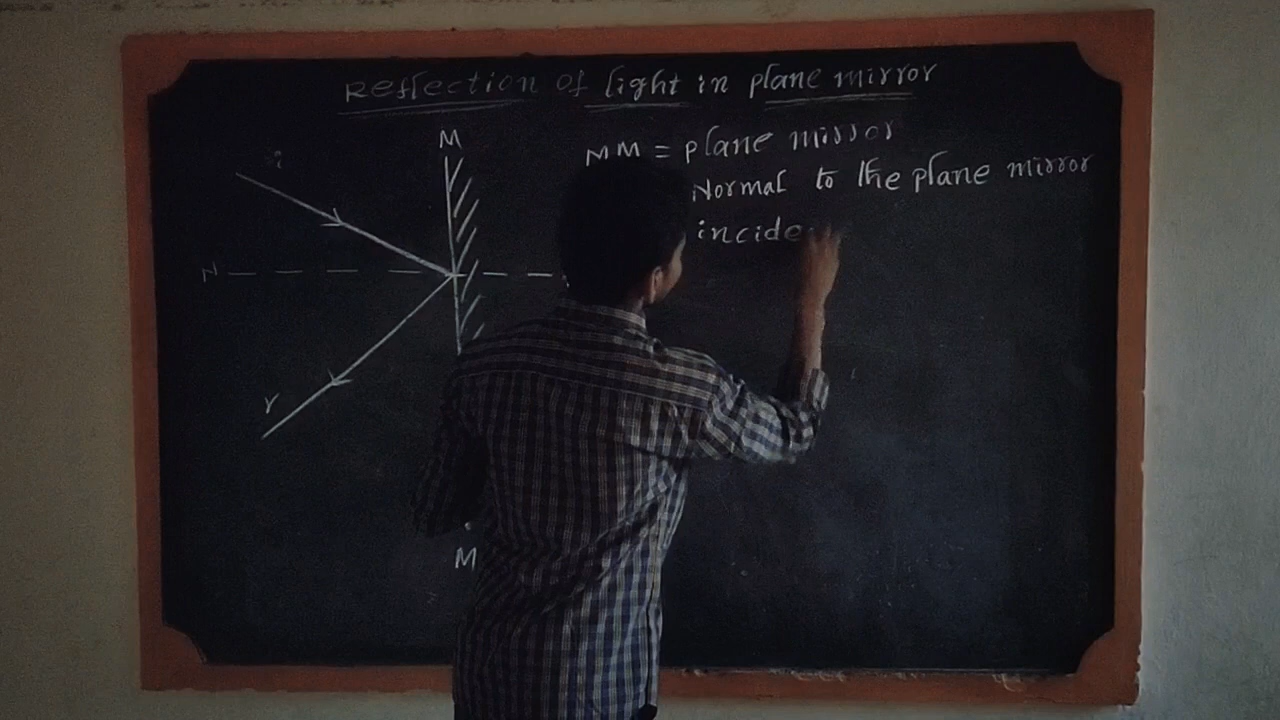 Reflection of light in plane mirror
M
i
MM = plane mirror
Normal to the plane mirror
incide
N
r
M